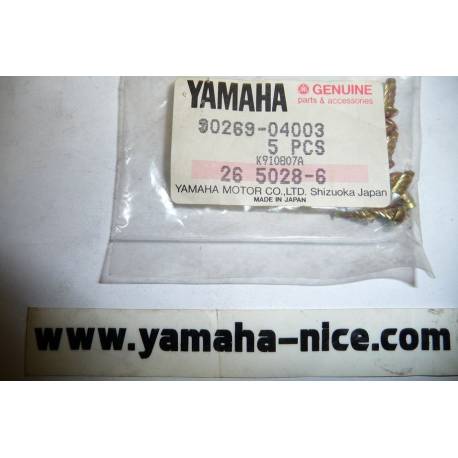 YAMAHA GENUINE
parts & accessories
90269-04003
5 PCS
K910807A
26 5028-6
YAMAHA MOTOR CO.,LTD. Shizuoka Japan
MADE IN JAPAN
www.yamaha-nice.com